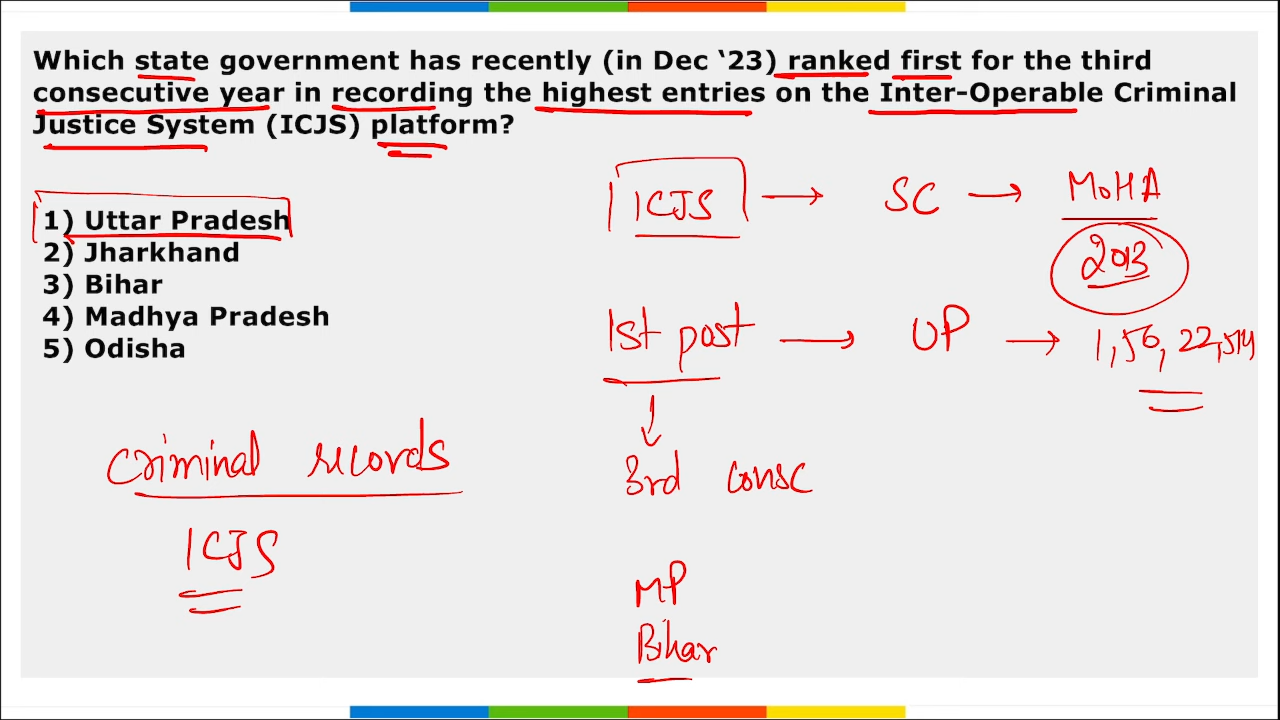 Which state government has recently (in Dec ‘23) ranked first for the third
consecutive year in recording the highest entries on the Inter-Operable Criminal
Justice System (ICJS) platform?
1) Uttar Pradesh
2) Jharkhand
3) Bihar
4) Madhya Pradesh
5) Odisha
ICJS → SC → MoHA
2013
1st post → UP → 1,56,22,514
3rd consc
MP
Bihar
Criminal records
ICJS